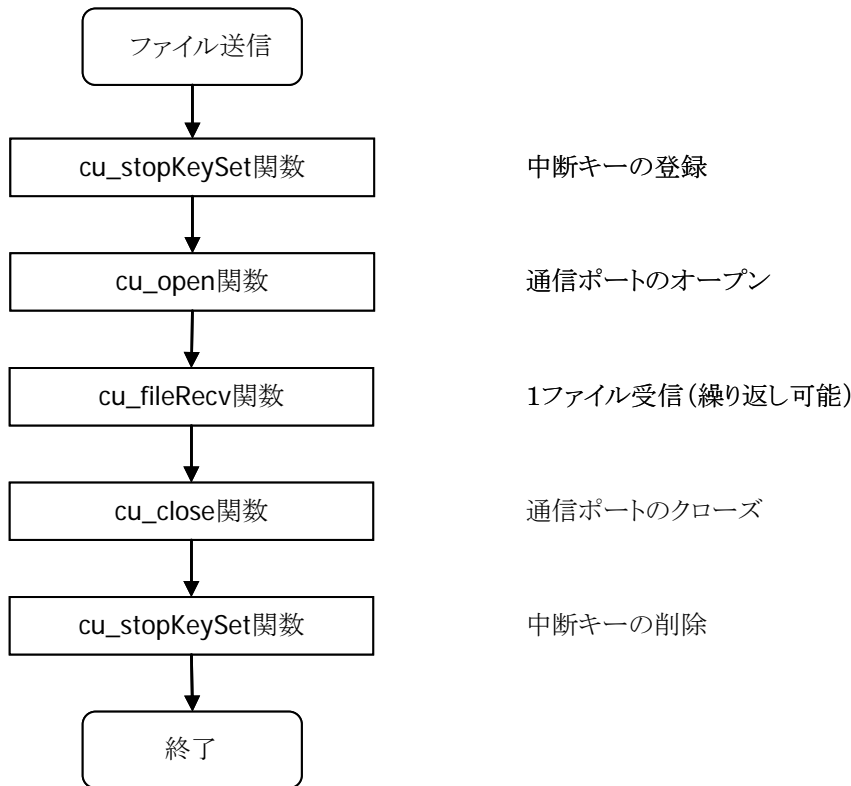 ファイル送信
cu_stopKeySet関数 中断キーの登録
cu_open関数 通信ポートのオープン
cu_fileRecv関数 1ファイル受信(繰り返し可能)
cu_close関数 通信ポートのクローズ
cu_stopKeySet関数 中断キーの削除
終了